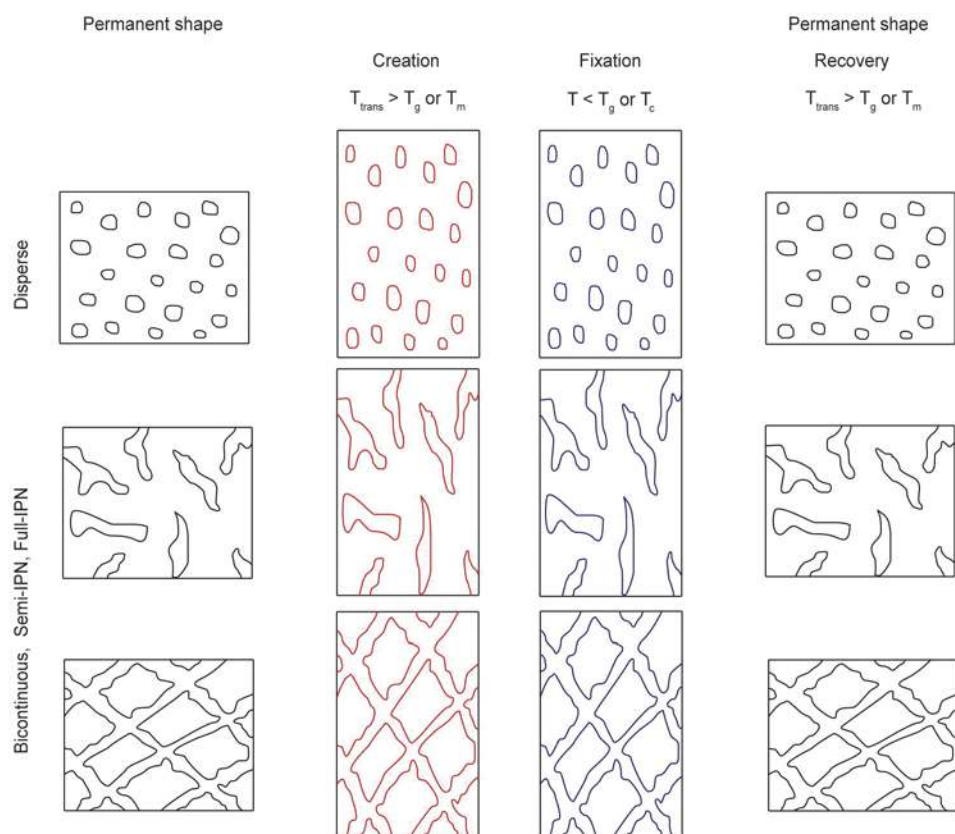 Permanent shape
Permanent shape
Creation
Fixation
Recovery
T_trans > T_g or T_m
T < T_g or T_c
T_trans > T_g or T_m
Disperse
Bicontinuous, Semi-IPN, Full-IPN